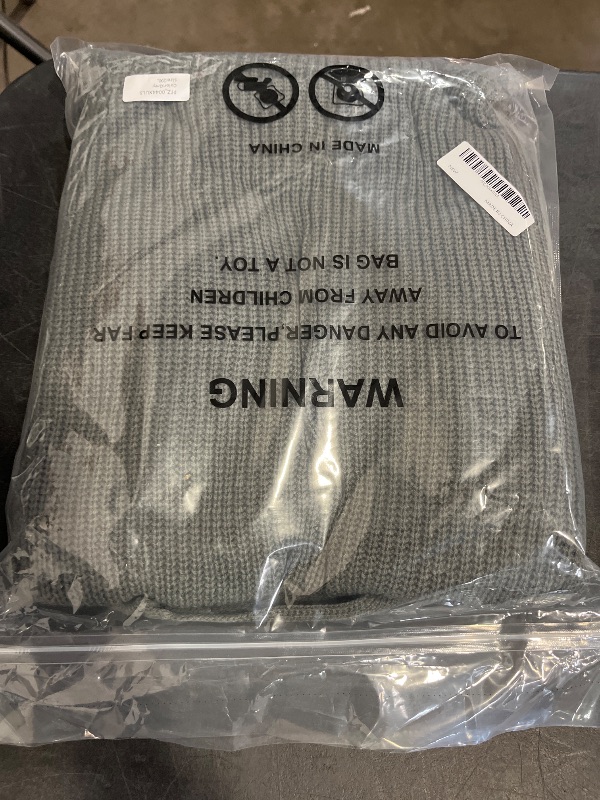 WARNING
TO AVOID ANY DANGER,PLEASE KEEP FAR
AWAY FROM CHILDREN
BAG IS NOT A TOY.
MADE IN CHINA